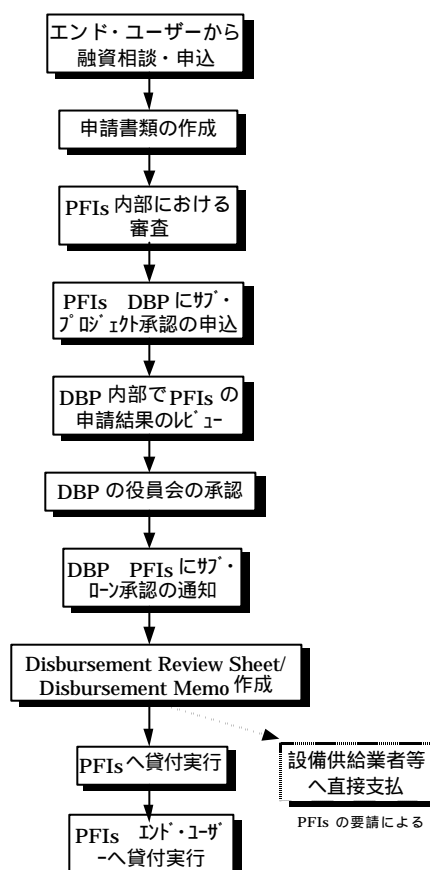 エンド・ユーザーから
融資相談・申込
申請書類の作成
PFIs 内部における
審査
PFIs DBP にｻﾌﾞ・
ﾌﾟﾛｼﾞｪｸﾄ承認の申込
DBP 内部で PFIs の
申請結果のﾚﾋﾞｭｰ
DBP の役員会の承認
DBP PFIs にｻﾌﾞ・
ﾛｰﾝ承認の通知
Disbursement Review Sheet/
Disbursement Memo 作成
PFIsへ貸付実行
設備供給業者等
へ直接支払
PFIs の要請による
PFIs ｴﾝﾄﾞ・ﾕｰｻﾞ
ｰへ貸付実行